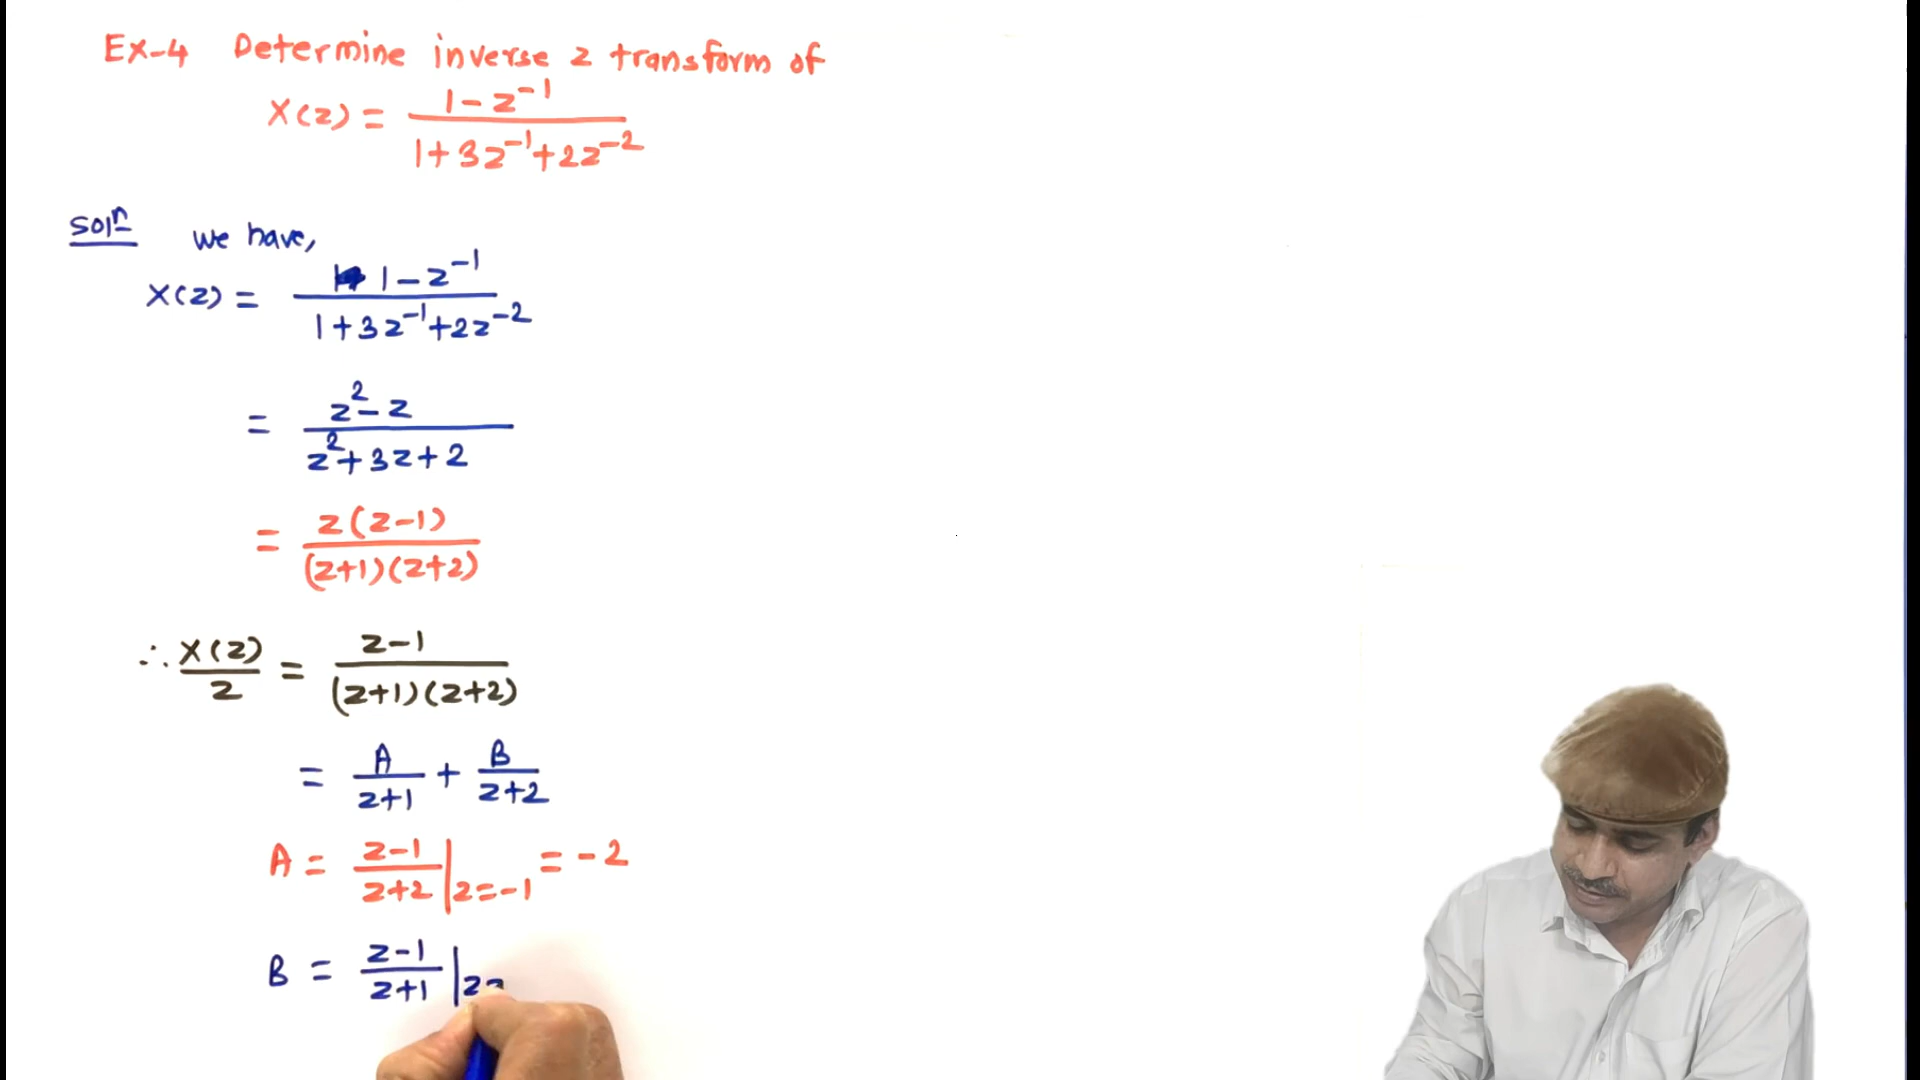 Ex-4 Determine inverse z transform of
X(z) = 1 - z⁻¹ / 1 + 3z⁻¹ + 2z⁻²
Solⁿ We have,
X(z) = 1 - z⁻¹ / 1 + 3z⁻¹ + 2z⁻²
= z² - z / z² + 3z + 2
= z(z-1) / (z+1)(z+2)
∴ X(z) / z = z-1 / (z+1)(z+2)
= A / z+1 + B / z+2
A = z-1 / z+2 | z=-1 = -2
B = z-1 / z+1 | z